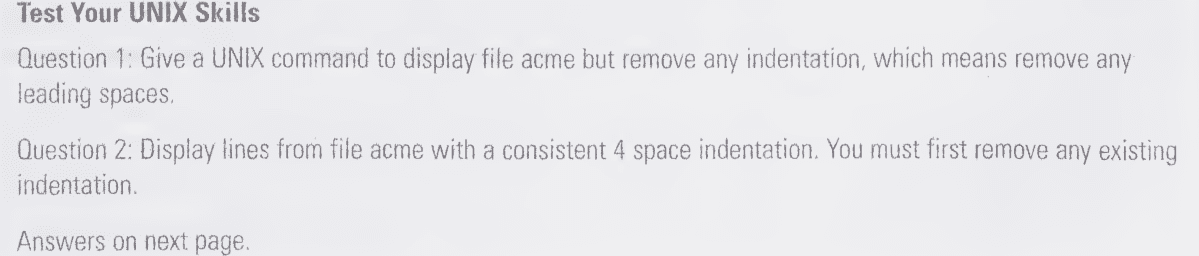 Test Your UNIX Skills
Question 1: Give a UNIX command to display file acme but remove any indentation, which means remove any
leading spaces.
Question 2: Display lines from file acme with a consistent 4 space indentation. You must first remove any existing
indentation.
Answers on next page.